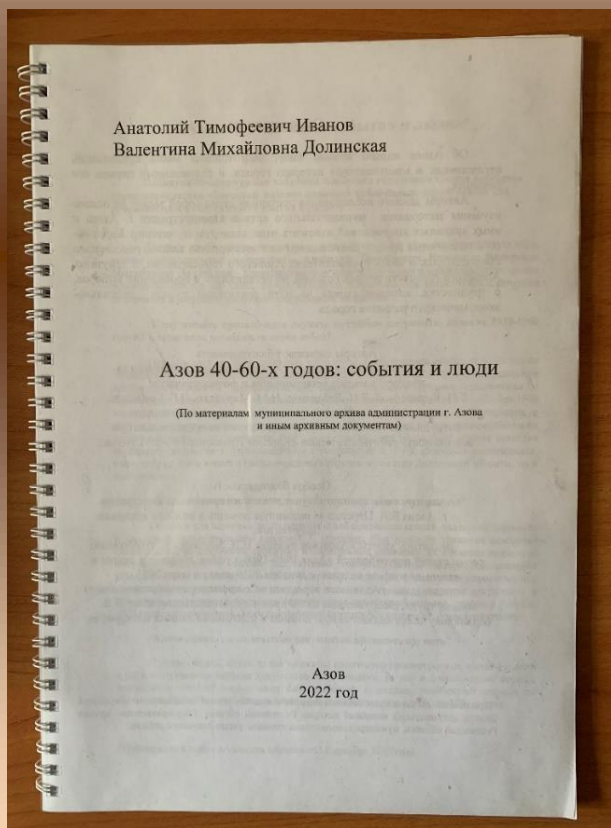 Анатолий Тимофеевич Иванов
Валентина Михайловна Долинская
Азов 40-60-х годов: события и люди
(По материалам муниципального архива администрации г. Азова
и иным архивным документам)
Азов
2022 год